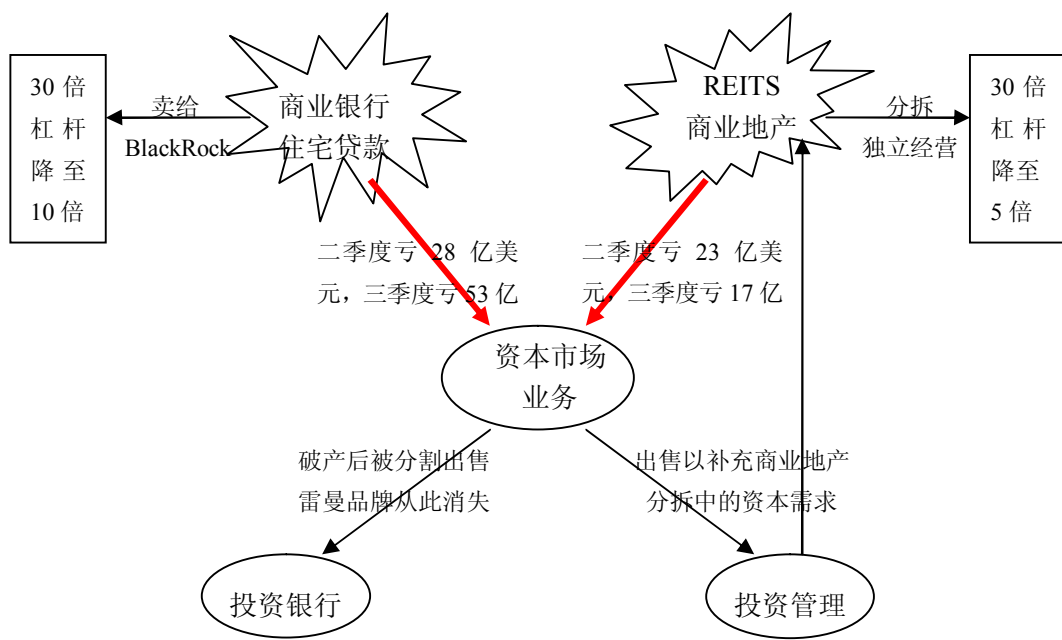 30 倍
杠 杆
降 至
10 倍
卖给
BlackRock
商业银行
住宅贷款
REITS
商业地产
分拆
独立经营
30 倍
杠 杆
降 至
5 倍
二季度亏 28 亿美
元，三季度亏 53 亿
二季度亏 23 亿美
元，三季度亏 17 亿
资本市场
业务
破产后被分割出售
雷曼品牌从此消失
出售以补充商业地产
分拆中的资本需求
投资银行
投资管理